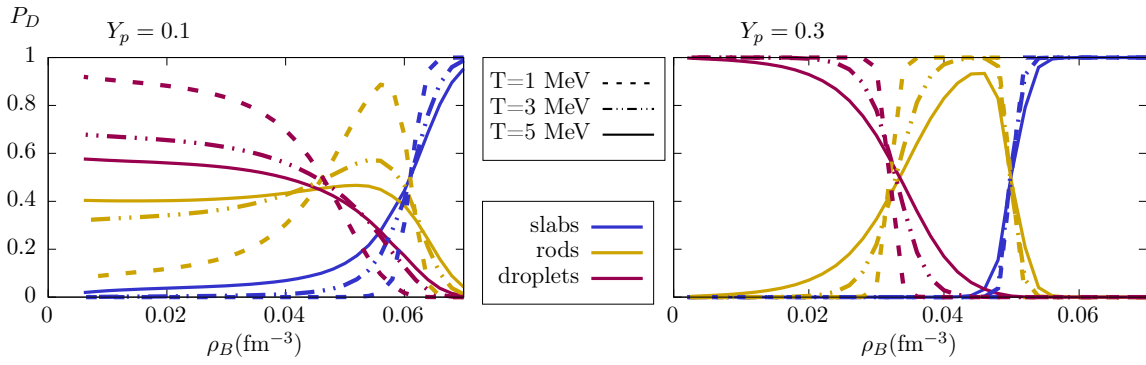 P_D
Y_p = 0.1
Y_p = 0.3
1
0.8
0.6
0.4
0.2
0
0
0.02
0.04
0.06
ρ_B(fm⁻³)
T=1 MeV
T=3 MeV
T=5 MeV
slabs
rods
droplets
0
0.02
0.04
0.06
ρ_B(fm⁻³)